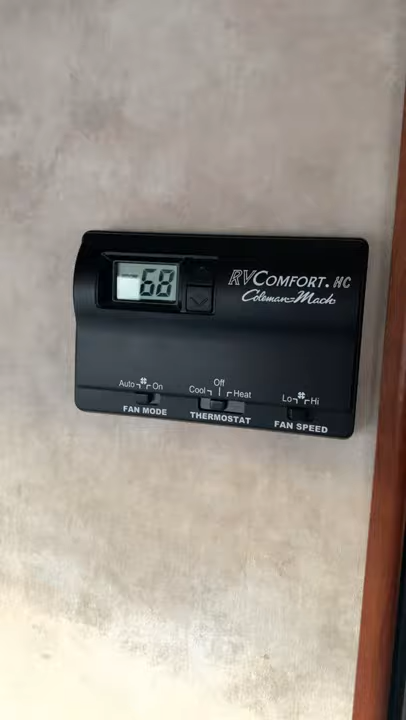 68
RVCOMFORT.HC
Coleman-Mach
Auto On
FAN MODE
Off
Cool Heat
THERMOSTAT
Lo Hi
FAN SPEED